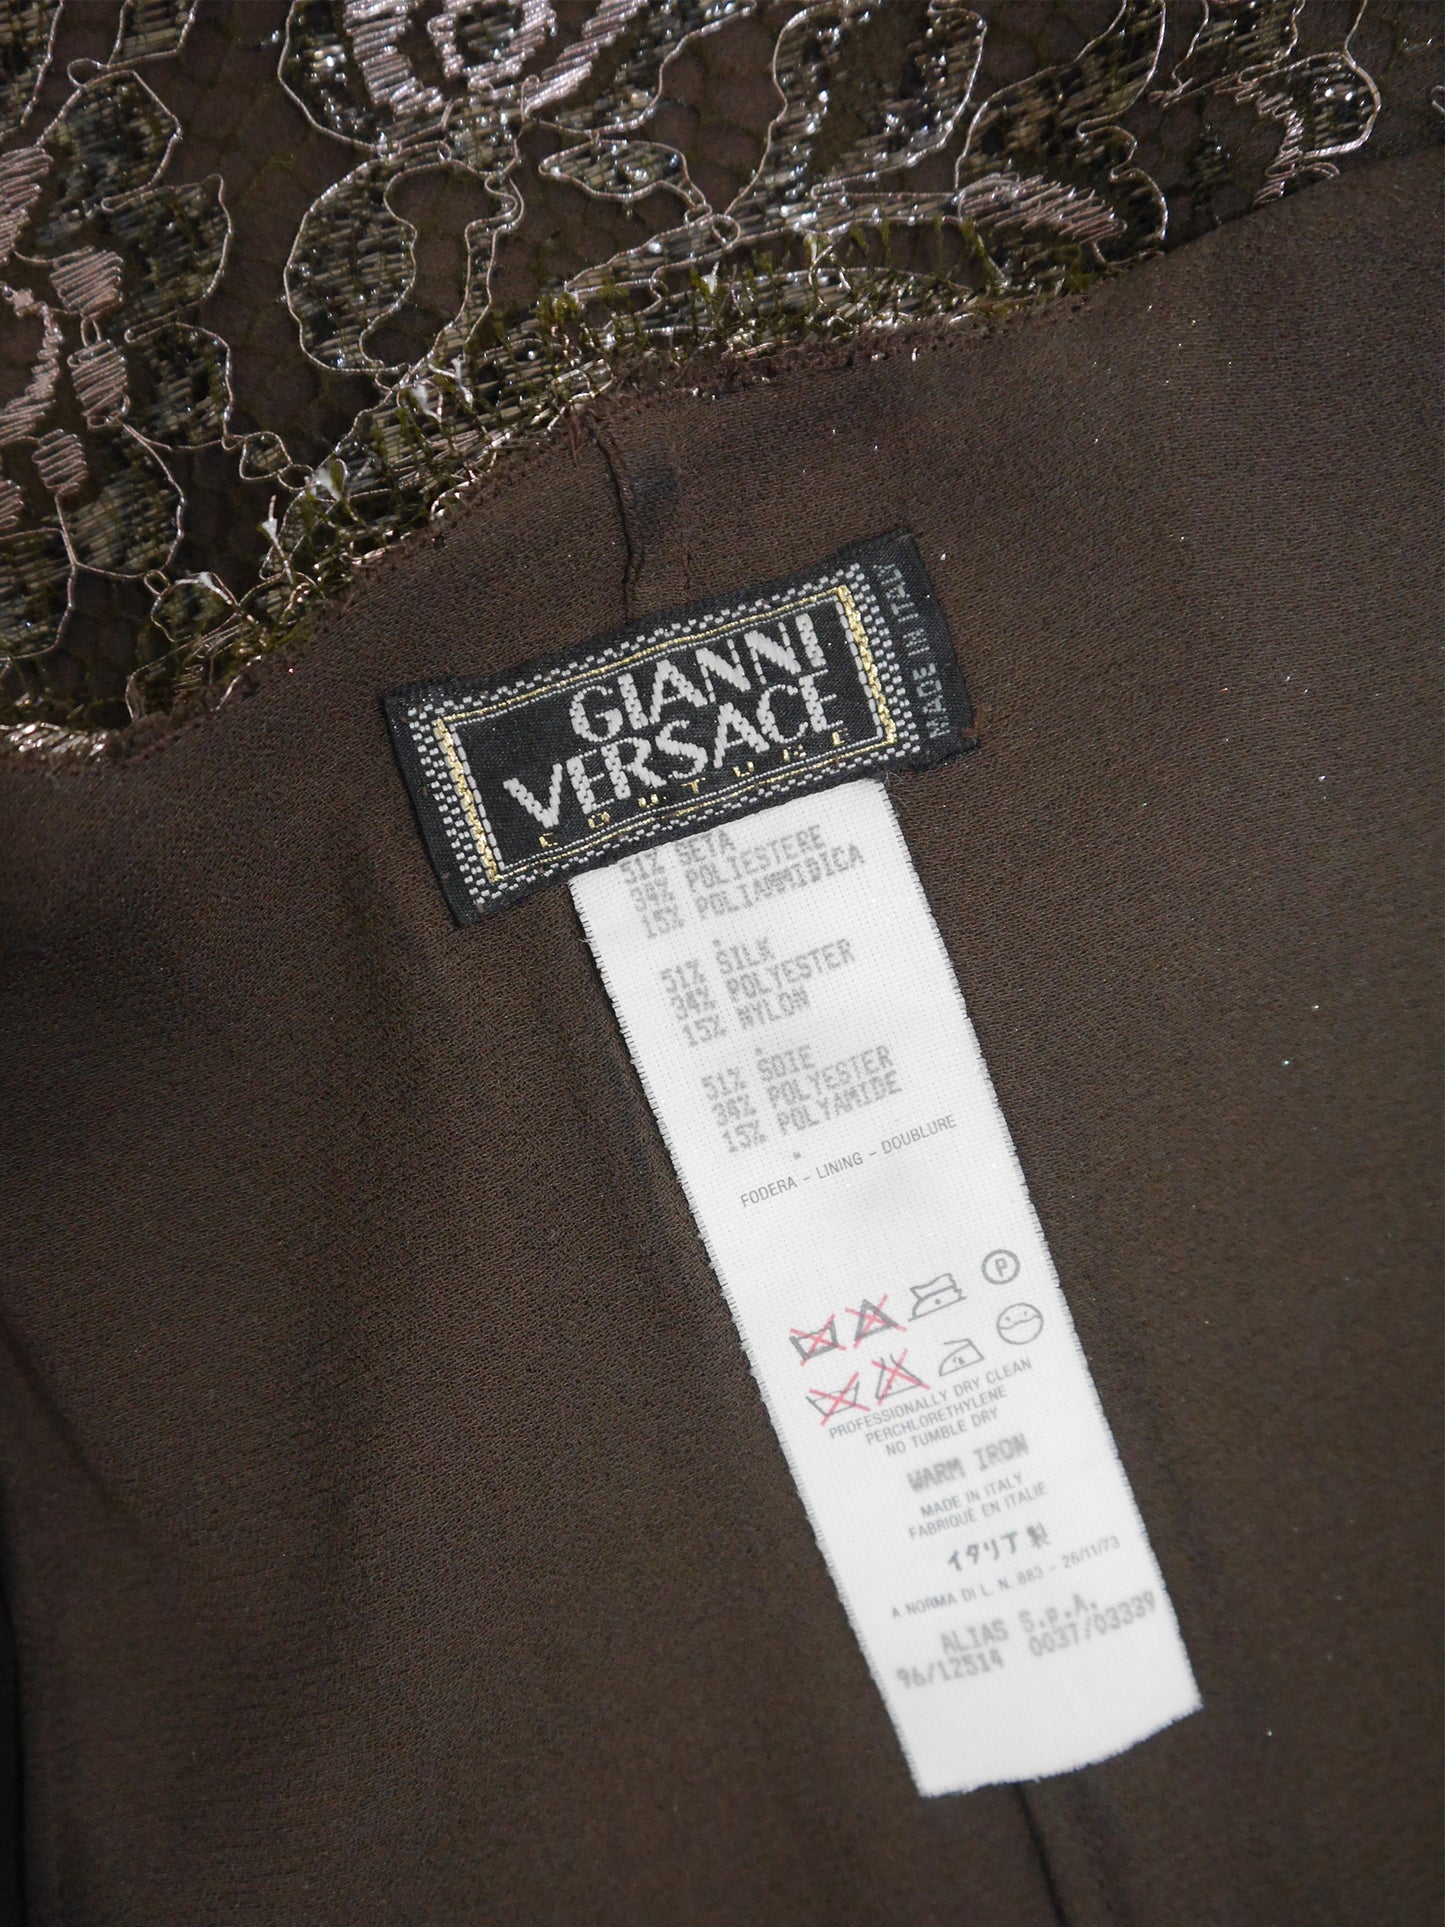 GIANNI
VERSACE
COUTURE
MADE IN ITALY
51% SETA
34% POLIESTERE
15% POLIAMMIDICA
51% SILK
34% POLYESTER
15% NYLON
51% SOIE
34% POLYESTER
15% POLYAMIDE
FODERA - LINING - DOUBLURE
P
PROFESSIONALLY DRY CLEAN
PERCHLORETHYLENE
NO TUMBLE DRY
WARM IRON
MADE IN ITALY
FABRIQUÉ EN ITALIE
イタリア製
A NORMA DI L. N. 883 - 26/11/73
ALIAS S.P.A.
96/12514 0037/03339